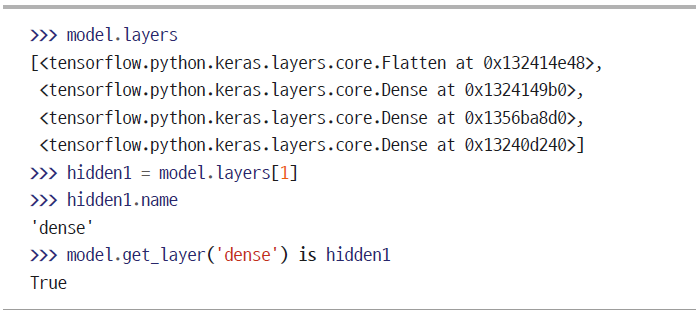 >>> model.layers
[<tensorflow.python.keras.layers.core.Flatten at 0x132414e48>,
 <tensorflow.python.keras.layers.core.Dense at 0x1324149b0>,
 <tensorflow.python.keras.layers.core.Dense at 0x1356ba8d0>,
 <tensorflow.python.keras.layers.core.Dense at 0x13240d240>]
>>> hidden1 = model.layers[1]
>>> hidden1.name
'dense'
>>> model.get_layer('dense') is hidden1
True